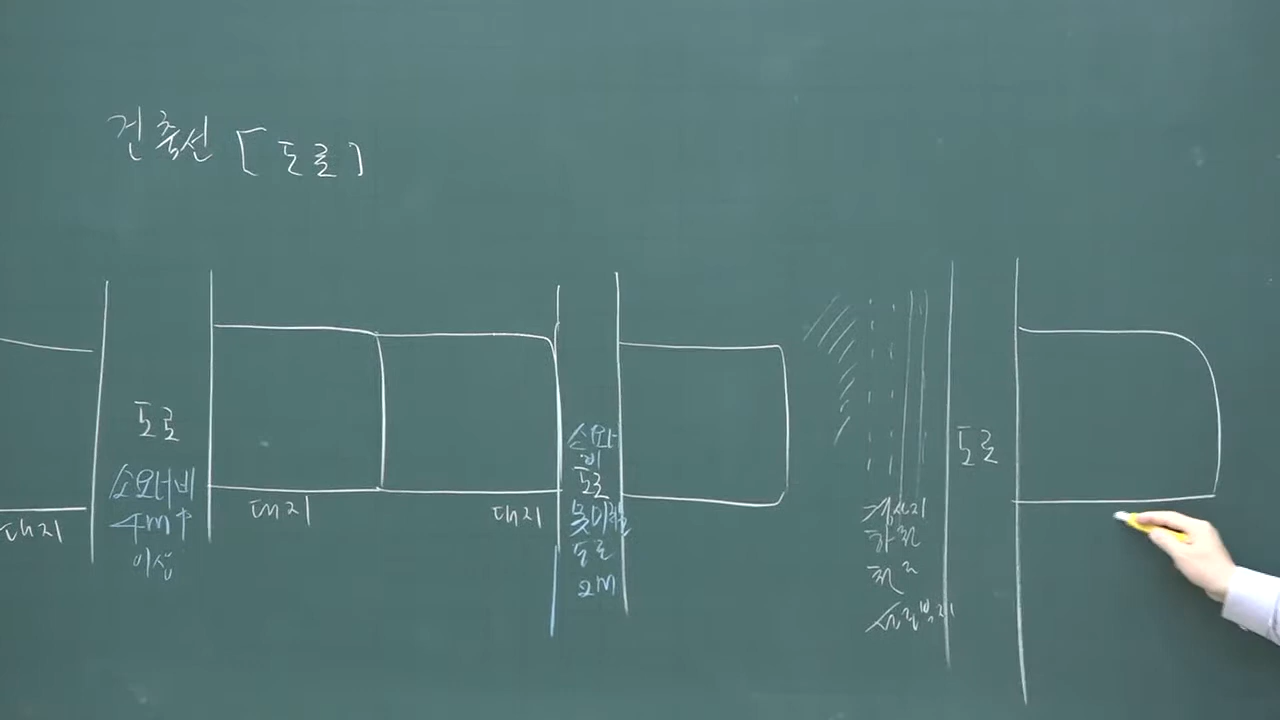 건축선 [도로]
도로
소요너비
4m↑
이상
대지
대지
대지
소요너
비
도로
못미치는
도로
2m
도로
경사지
하천
철도
선로부지